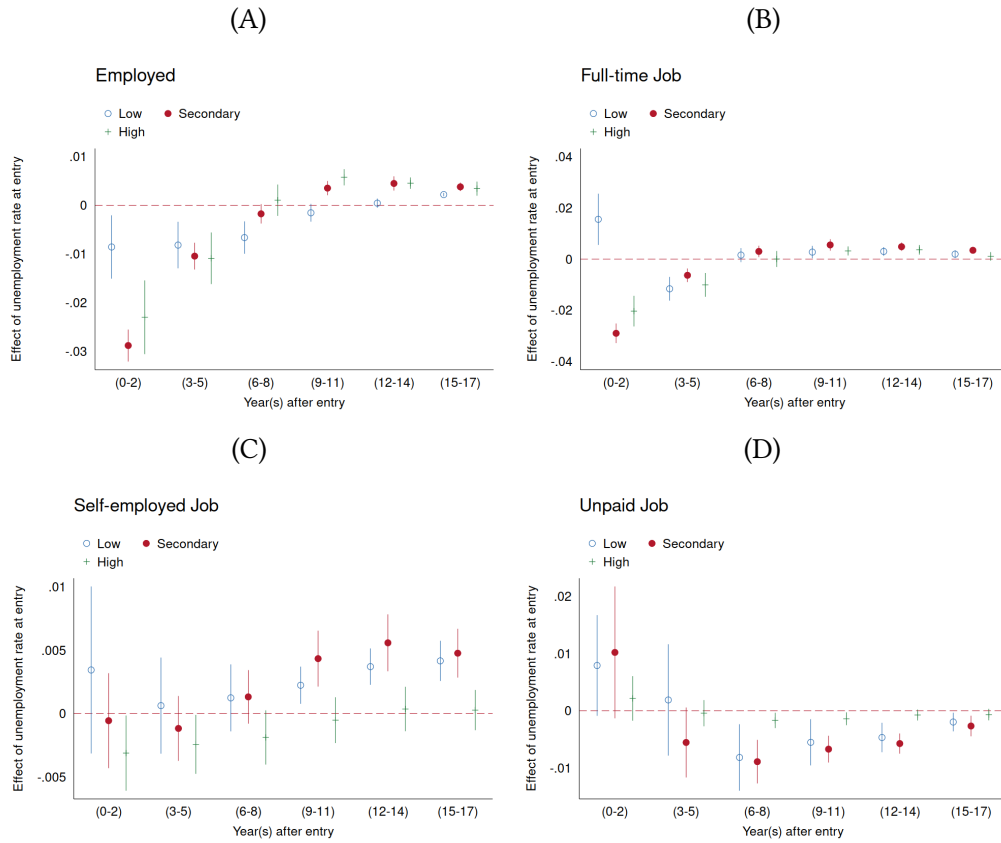 (A)
Employed
Low Secondary
High
Effect of unemployment rate at entry
.01
0
-.01
-.02
-.03
(0-2) (3-5) (6-8) (9-11) (12-14) (15-17)
Year(s) after entry
(B)
Full-time Job
Low Secondary
High
Effect of unemployment rate at entry
.04
.02
0
-.02
-.04
(0-2) (3-5) (6-8) (9-11) (12-14) (15-17)
Year(s) after entry
(C)
Self-employed Job
Low Secondary
High
Effect of unemployment rate at entry
.01
.005
0
-.005
(0-2) (3-5) (6-8) (9-11) (12-14) (15-17)
Year(s) after entry
(D)
Unpaid Job
Low Secondary
High
Effect of unemployment rate at entry
.02
.01
0
-.01
(0-2) (3-5) (6-8) (9-11) (12-14) (15-17)
Year(s) after entry